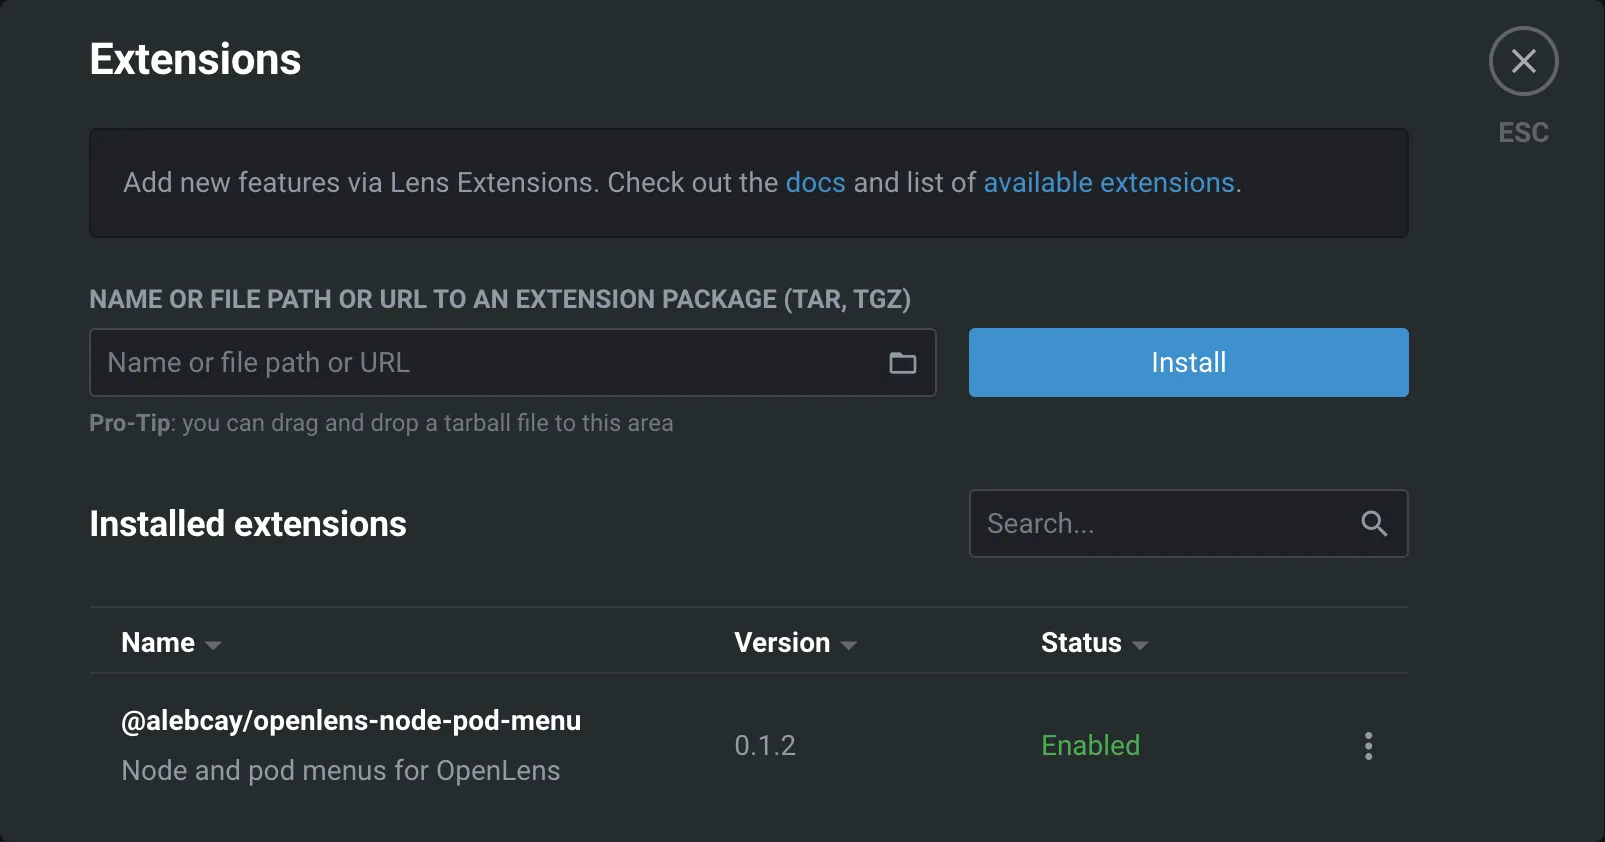 Extensions
ESC
Add new features via Lens Extensions. Check out the docs and list of available extensions.
NAME OR FILE PATH OR URL TO AN EXTENSION PACKAGE (TAR, TGZ)
Name or file path or URL
Install
Pro-Tip: you can drag and drop a tarball file to this area
Installed extensions
Search...
Name Version Status
@alebcay/openlens-node-pod-menu
0.1.2 Enabled
Node and pod menus for OpenLens